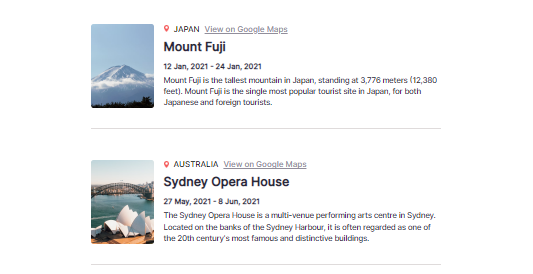 JAPAN View on Google Maps
Mount Fuji
12 Jan, 2021 - 24 Jan, 2021
Mount Fuji is the tallest mountain in Japan, standing at 3,776 meters (12,380
feet). Mount Fuji is the single most popular tourist site in Japan, for both
Japanese and foreign tourists.
AUSTRALIA View on Google Maps
Sydney Opera House
27 May, 2021 - 8 Jun, 2021
The Sydney Opera House is a multi-venue performing arts centre in Sydney.
Located on the banks of the Sydney Harbour, it is often regarded as one of
the 20th century's most famous and distinctive buildings.